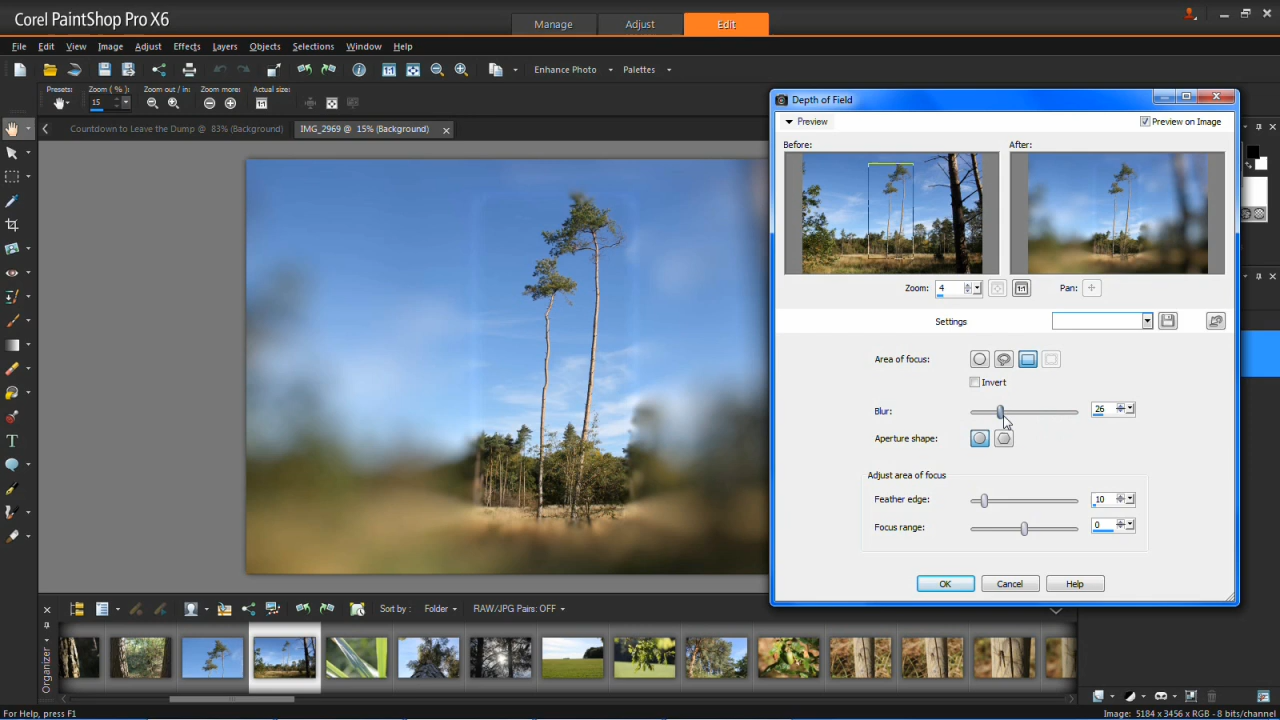 Corel PaintShop Pro X6
Manage
Adjust
Edit
File Edit View Image Adjust Effects Layers Objects Selections Window Help
Enhance Photo
Palettes
Presets:
Zoom ( % ):
Zoom out / in:
Actual size:
15
Countdown to Leave the Dump @ 83% (Background)
IMG_2969 @ 15% (Background)
Depth of Field
Preview
Preview on Image
Before:
After:
Zoom: 4
Pan:
Settings
Area of focus:
Invert
Blur: 26
Aperture shape:
Adjust area of focus
Feather edge: 10
Focus range: 0
OK
Cancel
Help
Sort by : Folder
RAW/JPG Pairs: OFF
Organizer
For Help, press F1
Image: 5184 x 3456 x RGB - 8 bits/channel